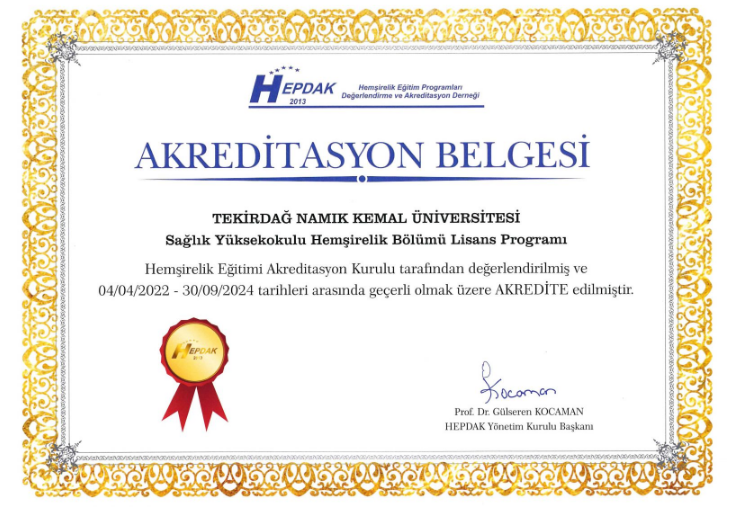 HEPDAK
2013
Hemşirelik Eğitim Programları
Değerlendirme ve Akreditasyon Derneği
AKREDİTASYON BELGESİ
TEKİRDAĞ NAMIK KEMAL ÜNİVERSİTESİ
Sağlık Yüksekokulu Hemşirelik Bölümü Lisans Programı
Hemşirelik Eğitimi Akreditasyon Kurulu tarafından değerlendirilmiş ve
04/04/2022 - 30/09/2024 tarihleri arasında geçerli olmak üzere AKREDİTE edilmiştir.
HEPDAK
2013
Kocaman
Prof. Dr. Gülseren KOCAMAN
HEPDAK Yönetim Kurulu Başkanı